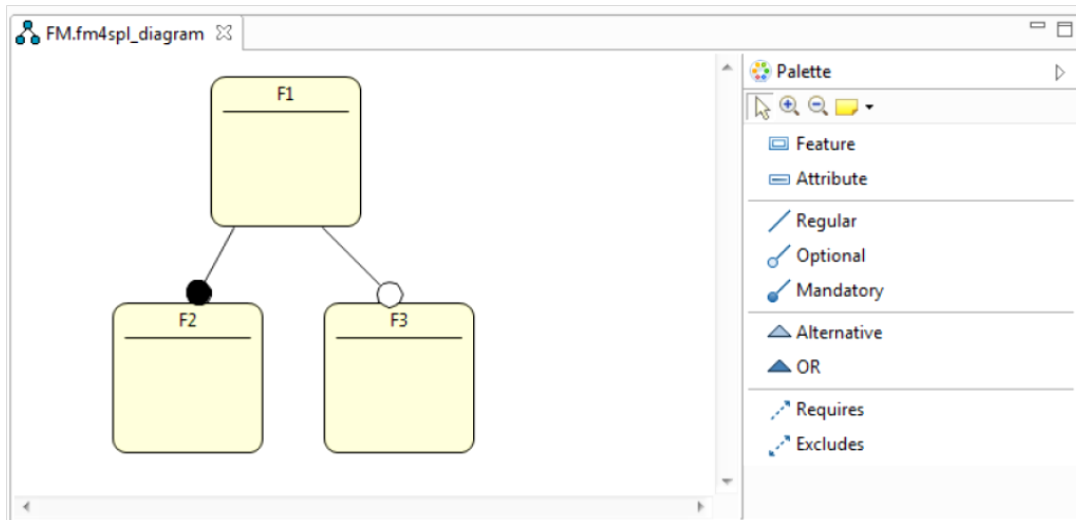 FM.fm4spl_diagram
F1
F2
F3
Palette
Feature
Attribute
Regular
Optional
Mandatory
Alternative
OR
Requires
Excludes